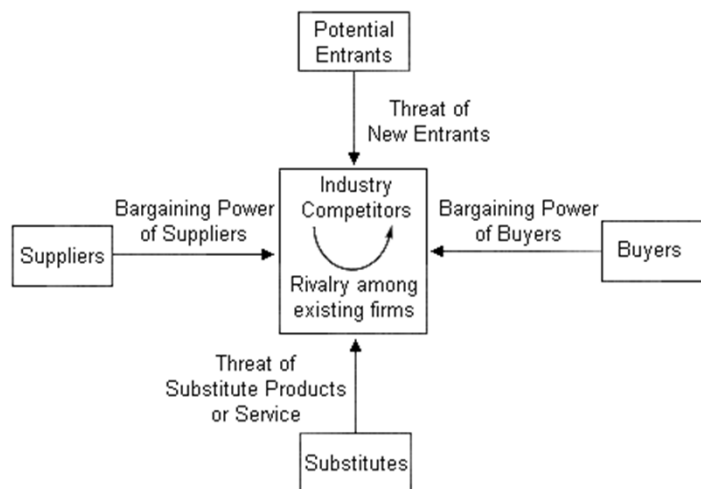 Potential
Entrants
Threat of
New Entrants
Industry
Competitors
Bargaining Power
of Suppliers
Bargaining Power
of Buyers
Suppliers
Buyers
Rivalry among
existing firms
Threat of
Substitute Products
or Service
Substitutes